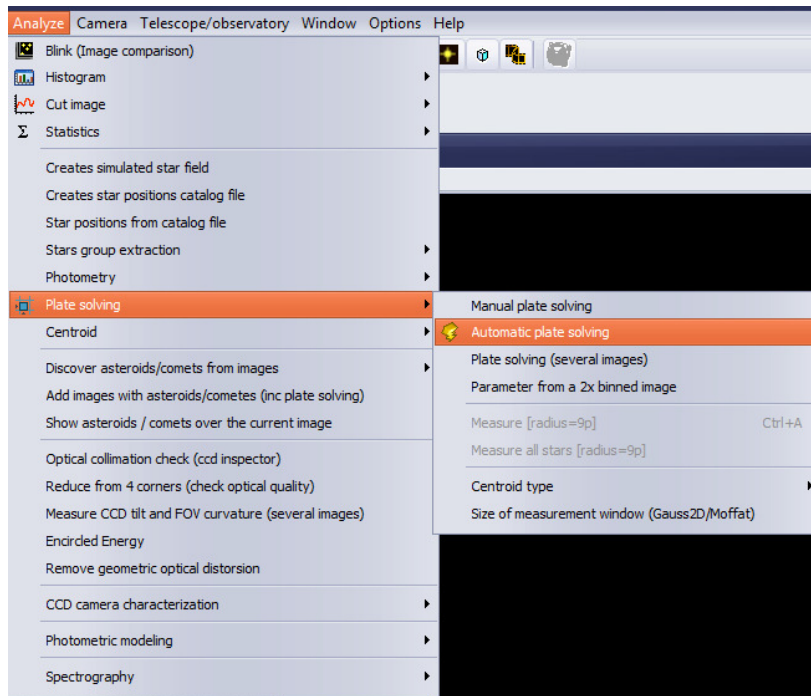 Analyze Camera Telescope/observatory Window Options Help
Blink (Image comparison)
Histogram
Cut image
Statistics
Creates simulated star field
Creates star positions catalog file
Star positions from catalog file
Stars group extraction
Photometry
Plate solving
Manual plate solving
Centroid
Automatic plate solving
Plate solving (several images)
Discover asteroids/comets from images
Parameter from a 2x binned image
Add images with asteroids/cometes (inc plate solving)
Show asteroids / comets over the current image
Measure [radius=9p] Ctrl+A
Measure all stars [radius=9p]
Optical collimation check (ccd inspector)
Reduce from 4 corners (check optical quality)
Centroid type
Measure CCD tilt and FOV curvature (several images)
Size of measurement window (Gauss2D/Moffat)
Encircled Energy
Remove geometric optical distorsion
CCD camera characterization
Photometric modeling
Spectrography